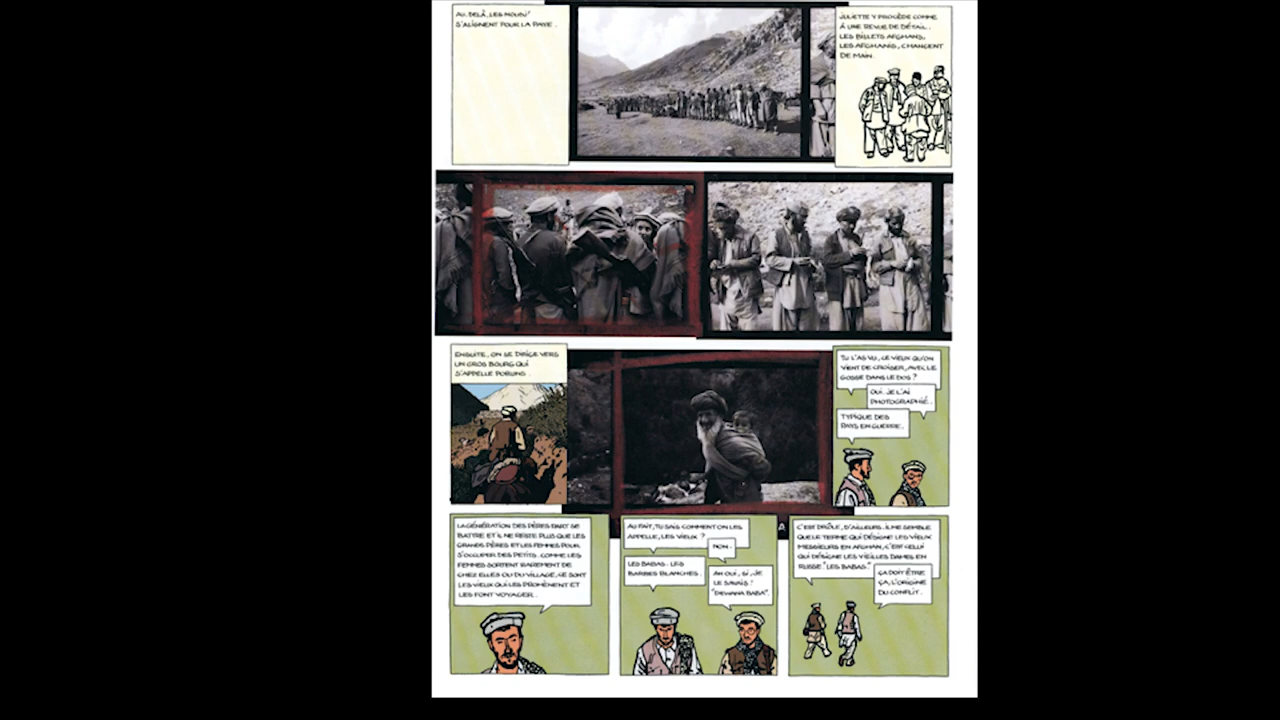 AU-DELÀ, LES MOUDJ'
S'ALIGNENT POUR LA PAYE.
JULIETTE Y PROCÈDE COMME
À UNE REVUE DE DÉTAIL.
LES BILLETS AFGHANS,
LES AFGHANIS, CHANGENT
DE MAIN.
ENSUITE, ON SE DIRIGE VERS
UN GROS BOURG QUI
S'APPELLE PORUNS.
TU L'AS VU, CE VIEUX QU'ON
VIENT DE CROISER, AVEC LE
GOSSE DANS LE DOS ?
OUI. JE L'AI
PHOTOGRAPHIÉ.
TYPIQUE DES
PAYS EN GUERRE.
LA GÉNÉRATION DES PÈRES PART SE
BATTRE ET IL NE RESTE PLUS QUE LES
GRANDS-PÈRES ET LES FEMMES POUR
S'OCCUPER DES PETITS. COMME LES
FEMMES SORTENT RAREMENT DE
CHEZ ELLES OU DU VILLAGE, CE SONT
LES VIEUX QUI LES PROMÈNENT ET
LES FONT VOYAGER.
AU FAIT, TU SAIS COMMENT ON LES
APPELLE, LES VIEUX ?
NON.
LES BABAS. LES
BARBES BLANCHES.
AH OUI, SI, JE
LE SAVAIS !
"DEWANA BABA".
C'EST DRÔLE, D'AILLEURS. IL ME SEMBLE
QUE LE TERME QUI DÉSIGNE LES VIEUX
MESSIEURS EN AFGHAN, C'EST CELUI
QUI DÉSIGNE LES VIEILLES DAMES EN
RUSSE "LES BABAS".
ÇA DOIT ÊTRE
ÇA, L'ORIGINE
DU CONFLIT.